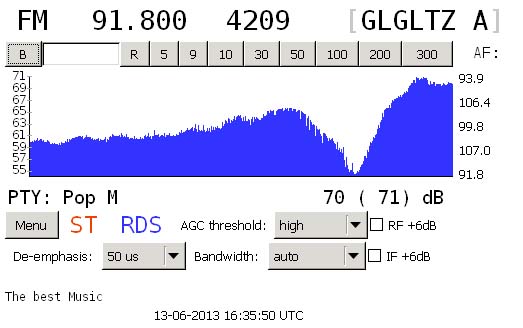 FM 91.800 4209 [GLGLTZ A]
B R 5 9 10 30 50 100 200 300 AF:
71 93.9
69
67 106.4
65
63 99.8
61
59 107.0
57
55 91.8
PTY: Pop M 70 ( 71) dB
Menu ST RDS AGC threshold: high RF +6dB
De-emphasis: 50 us Bandwidth: auto IF +6dB
The best Music
13-06-2013 16:35:50 UTC